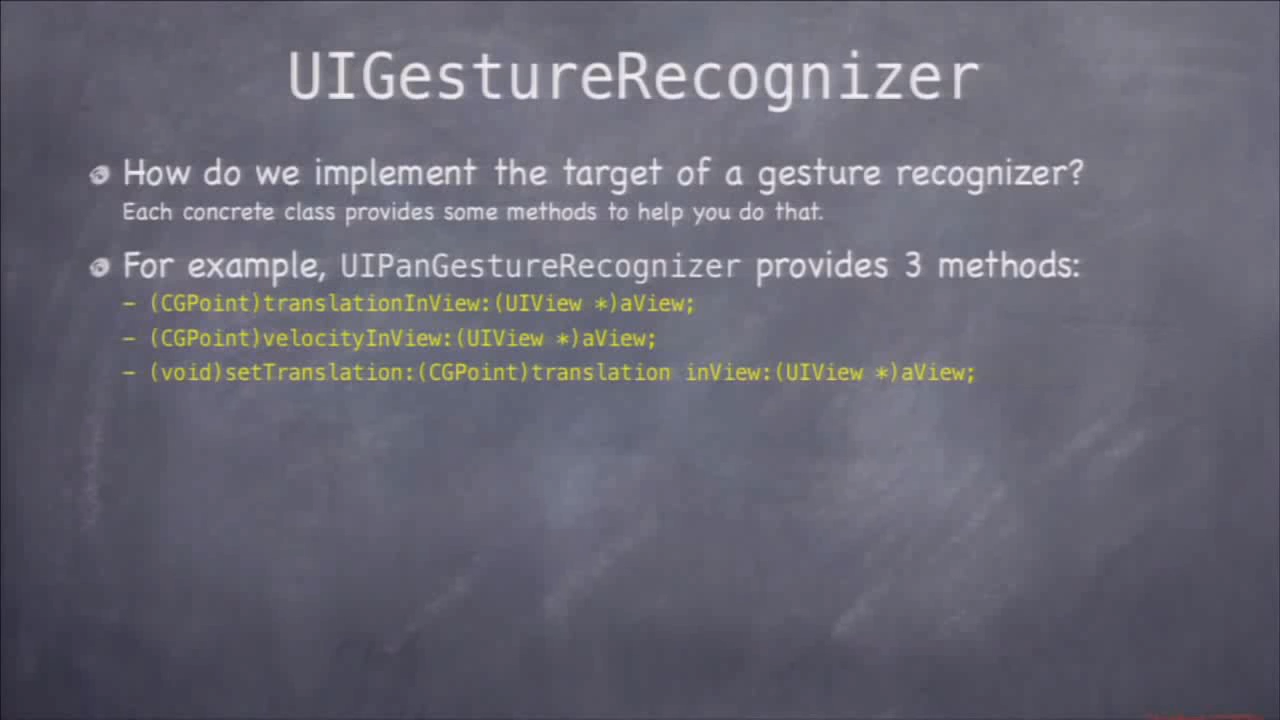 UIGestureRecognizer
How do we implement the target of a gesture recognizer?
Each concrete class provides some methods to help you do that.
For example, UIPanGestureRecognizer provides 3 methods:
- (CGPoint)translationInView:(UIView *)aView;
- (CGPoint)velocityInView:(UIView *)aView;
- (void)setTranslation:(CGPoint)translation inView:(UIView *)aView;